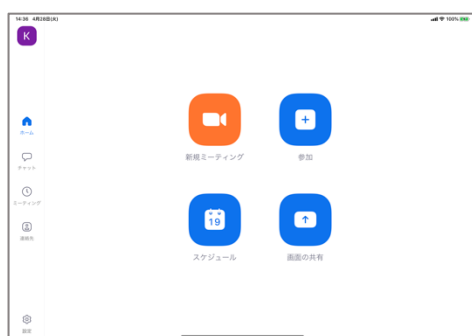 14:36 4月28日(火)
100%
K
ホーム
チャット
ミーティング
連絡先
設定
新規ミーティング
参加
19
スケジュール
画面の共有